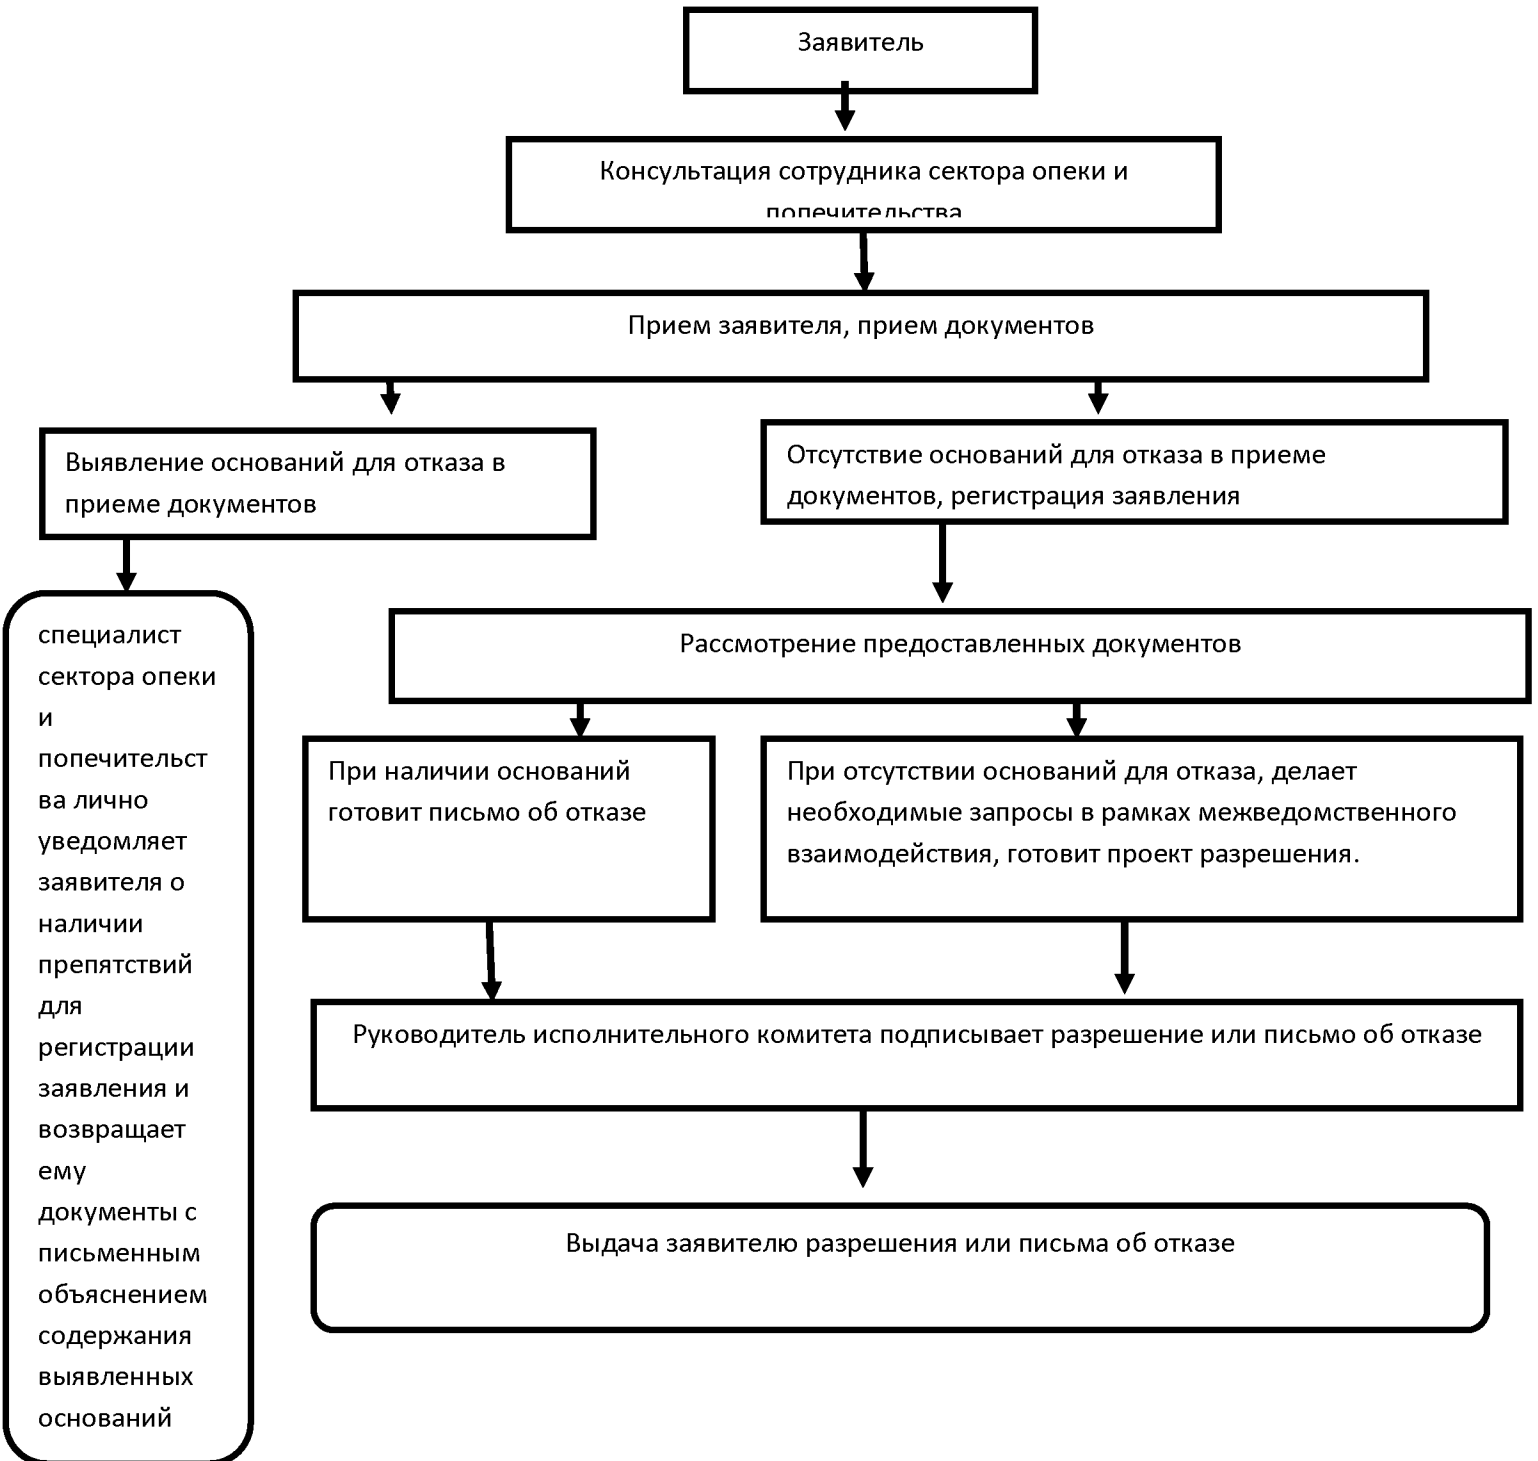 Заявитель
Консультация сотрудника сектора опеки и
попечительства
Прием заявителя, прием документов
Выявление оснований для отказа в
приеме документов
Отсутствие оснований для отказа в приеме
документов, регистрация заявления
специалист
сектора опеки
и
попечительст
ва лично
уведомляет
заявителя о
наличии
препятствий
для
регистрации
заявления и
возвращает
ему
документы с
письменным
объяснением
содержания
выявленных
оснований
Рассмотрение предоставленных документов
При наличии оснований
готовит письмо об отказе
При отсутствии оснований для отказа, делает
необходимые запросы в рамках межведомственного
взаимодействия, готовит проект разрешения.
Руководитель исполнительного комитета подписывает разрешение или письмо об отказе
Выдача заявителю разрешения или письма об отказе